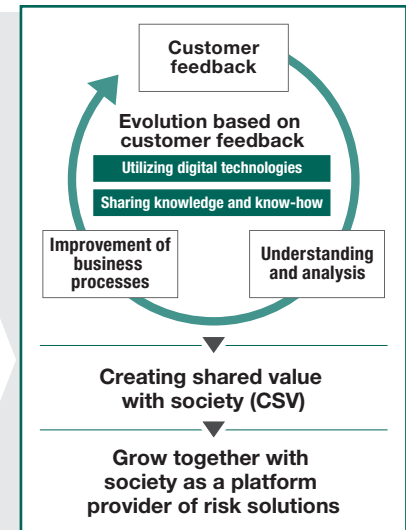 Customer
feedback
Evolution based on
customer feedback
Utilizing digital technologies
Sharing knowledge and know-how
Improvement of
business
processes
Understanding
and analysis
Creating shared value
with society (CSV)
Grow together with
society as a platform
provider of risk solutions